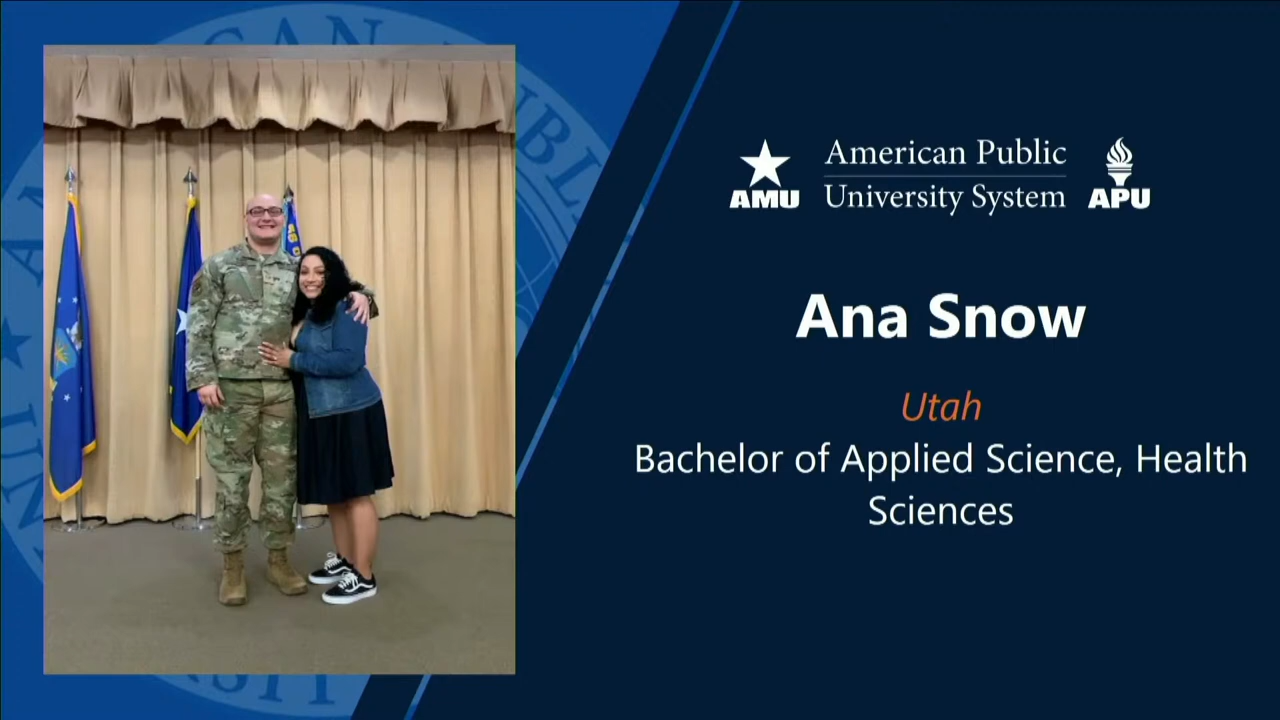 AMU
American Public
University System
APU
Ana Snow
Utah
Bachelor of Applied Science, Health
Sciences